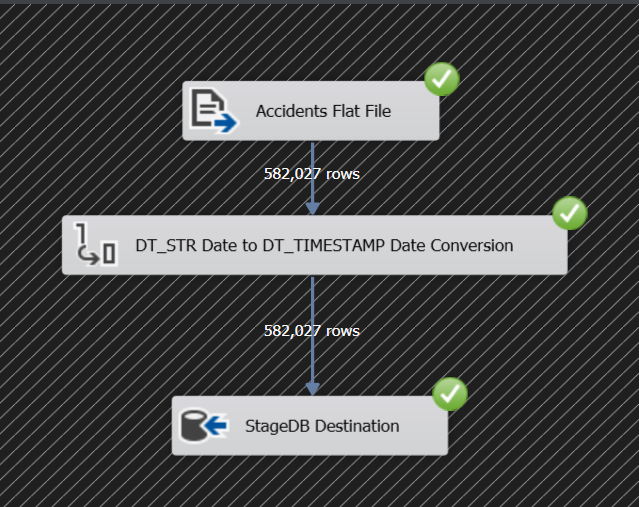 Accidents Flat File
582,027 rows
DT_STR Date to DT_TIMESTAMP Date Conversion
582,027 rows
StageDB Destination